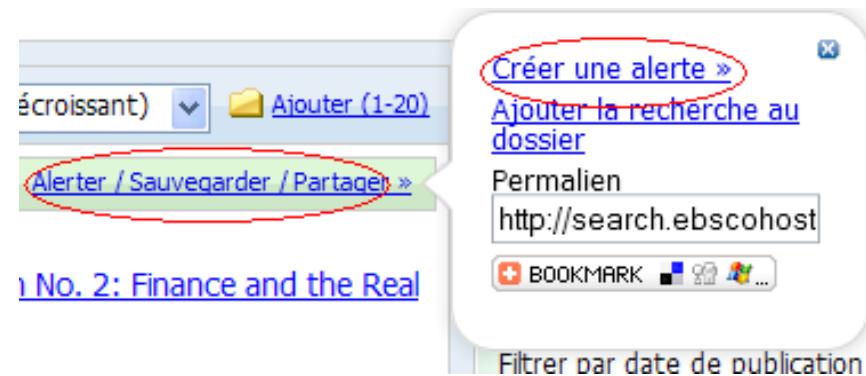 écroissant)
Ajouter (1-20)
Alerter / Sauvegarder / Partager »
No. 2: Finance and the Real
Créer une alerte »
Ajouter la recherche au
dossier
Permalien
http://search.ebscohost
BOOKMARK ...
Filtrer par date de publication